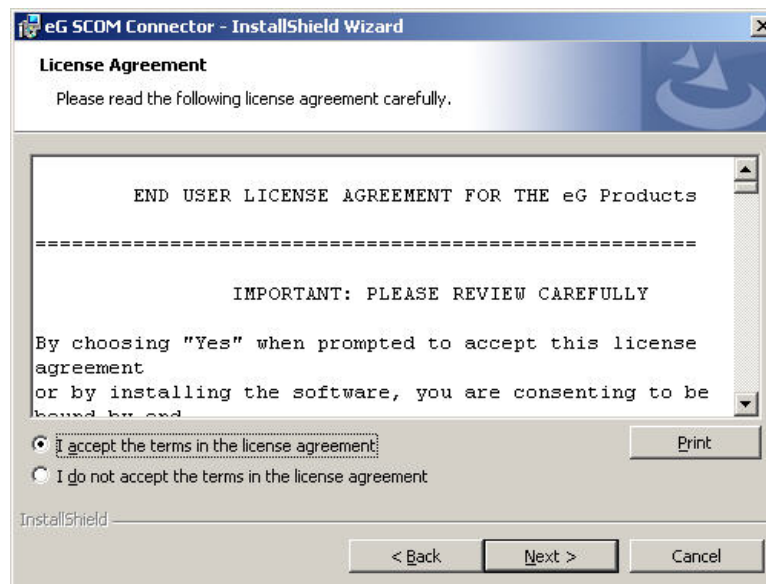 eG SCOM Connector - InstallShield Wizard
License Agreement
Please read the following license agreement carefully.
END USER LICENSE AGREEMENT FOR THE eG Products
======================================================
IMPORTANT: PLEASE REVIEW CAREFULLY
By choosing "Yes" when prompted to accept this license
agreement
or by installing the software, you are consenting to be
bound by and
I accept the terms in the license agreement
Print
I do not accept the terms in the license agreement
InstallShield
< Back
Next >
Cancel